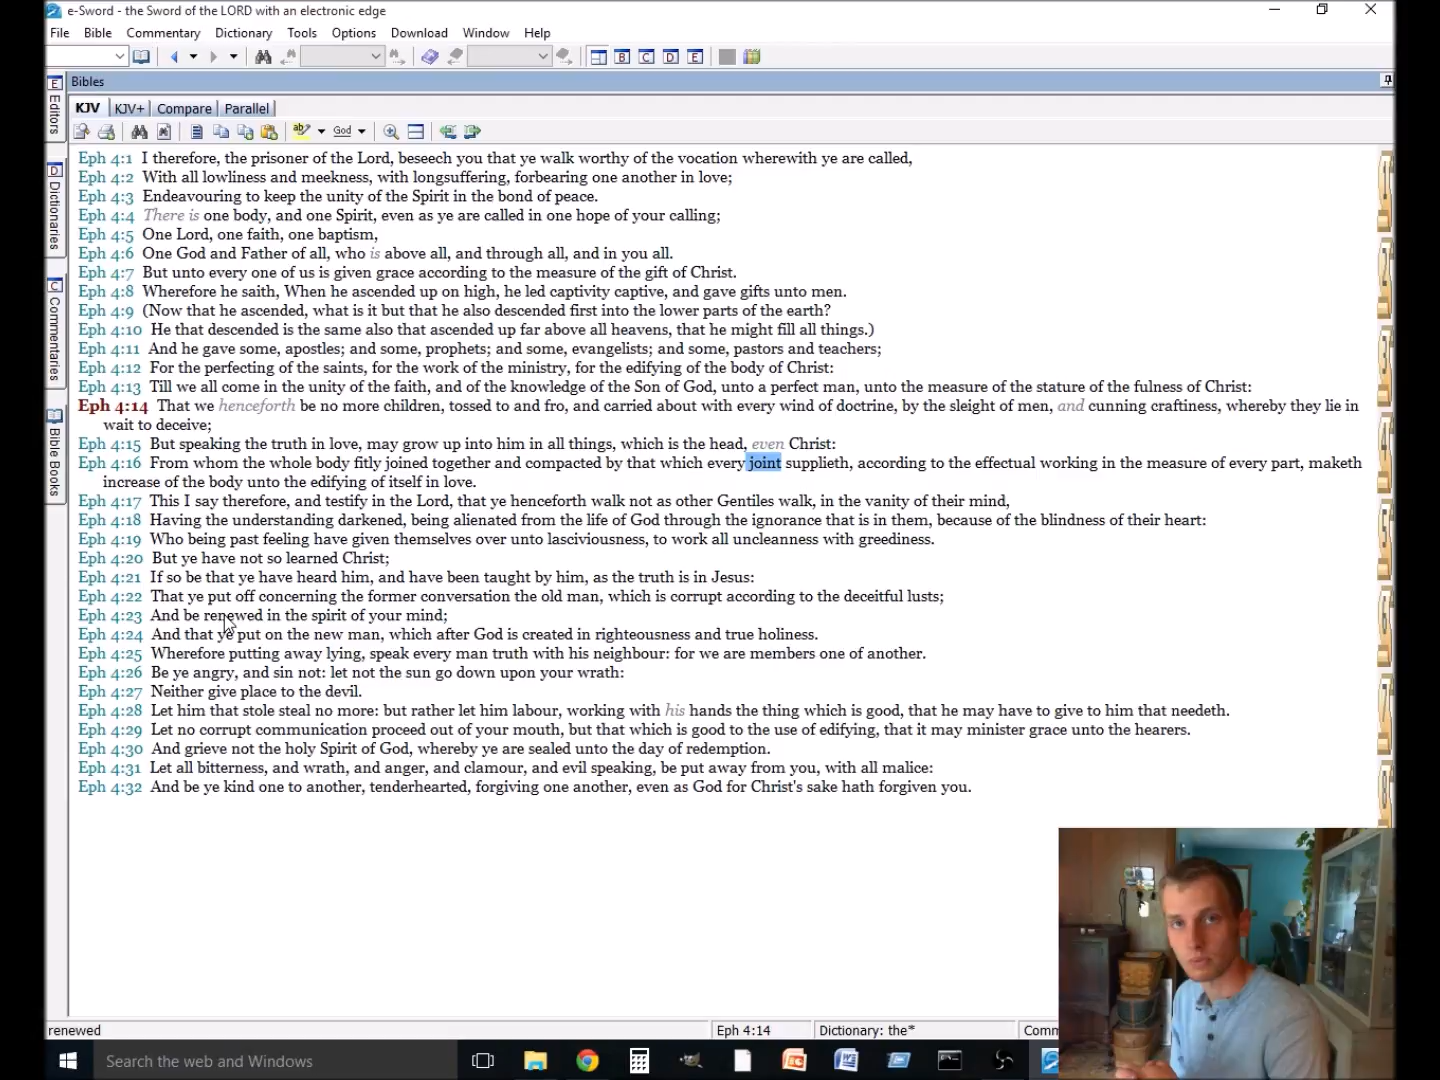 e-Sword - the Sword of the LORD with an electronic edge
File Bible Commentary Dictionary Tools Options Download Window Help
B C D E
Bibles
E Editors
D Dictionaries
C Commentaries
Bible Books
KJV KJV+ Compare Parallel
God
Eph 4:1 I therefore, the prisoner of the Lord, beseech you that ye walk worthy of the vocation wherewith ye are called,
Eph 4:2 With all lowliness and meekness, with longsuffering, forbearing one another in love;
Eph 4:3 Endeavouring to keep the unity of the Spirit in the bond of peace.
Eph 4:4 There is one body, and one Spirit, even as ye are called in one hope of your calling;
Eph 4:5 One Lord, one faith, one baptism,
Eph 4:6 One God and Father of all, who is above all, and through all, and in you all.
Eph 4:7 But unto every one of us is given grace according to the measure of the gift of Christ.
Eph 4:8 Wherefore he saith, When he ascended up on high, he led captivity captive, and gave gifts unto men.
Eph 4:9 (Now that he ascended, what is it but that he also descended first into the lower parts of the earth?
Eph 4:10 He that descended is the same also that ascended up far above all heavens, that he might fill all things.)
Eph 4:11 And he gave some, apostles; and some, prophets; and some, evangelists; and some, pastors and teachers;
Eph 4:12 For the perfecting of the saints, for the work of the ministry, for the edifying of the body of Christ:
Eph 4:13 Till we all come in the unity of the faith, and of the knowledge of the Son of God, unto a perfect man, unto the measure of the stature of the fulness of Christ:
Eph 4:14 That we henceforth be no more children, tossed to and fro, and carried about with every wind of doctrine, by the sleight of men, and cunning craftiness, whereby they lie in
wait to deceive;
Eph 4:15 But speaking the truth in love, may grow up into him in all things, which is the head, even Christ:
Eph 4:16 From whom the whole body fitly joined together and compacted by that which every joint supplieth, according to the effectual working in the measure of every part, maketh
increase of the body unto the edifying of itself in love.
Eph 4:17 This I say therefore, and testify in the Lord, that ye henceforth walk not as other Gentiles walk, in the vanity of their mind,
Eph 4:18 Having the understanding darkened, being alienated from the life of God through the ignorance that is in them, because of the blindness of their heart:
Eph 4:19 Who being past feeling have given themselves over unto lasciviousness, to work all uncleanness with greediness.
Eph 4:20 But ye have not so learned Christ;
Eph 4:21 If so be that ye have heard him, and have been taught by him, as the truth is in Jesus:
Eph 4:22 That ye put off concerning the former conversation the old man, which is corrupt according to the deceitful lusts;
Eph 4:23 And be renewed in the spirit of your mind;
Eph 4:24 And that ye put on the new man, which after God is created in righteousness and true holiness.
Eph 4:25 Wherefore putting away lying, speak every man truth with his neighbour: for we are members one of another.
Eph 4:26 Be ye angry, and sin not: let not the sun go down upon your wrath:
Eph 4:27 Neither give place to the devil.
Eph 4:28 Let him that stole steal no more: but rather let him labour, working with his hands the thing which is good, that he may have to give to him that needeth.
Eph 4:29 Let no corrupt communication proceed out of your mouth, but that which is good to the use of edifying, that it may minister grace unto the hearers.
Eph 4:30 And grieve not the holy Spirit of God, whereby ye are sealed unto the day of redemption.
Eph 4:31 Let all bitterness, and wrath, and anger, and clamour, and evil speaking, be put away from you, with all malice:
Eph 4:32 And be ye kind one to another, tenderhearted, forgiving one another, even as God for Christ's sake hath forgiven you.
1
2
3
4
5
6
7
8
renewed Eph 4:14 Dictionary: the* Comm
Search the web and Windows